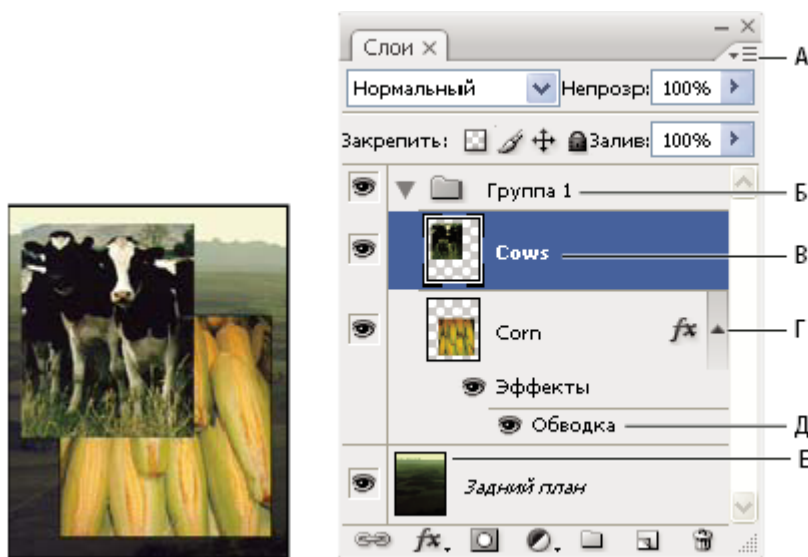 Слои ×
А
Нормальный Непрозр: 100%
Закрепить: Залив: 100%
Группа 1 Б
Cows В
Corn fx Г
Эффекты
Обводка Д
Е
Задний план
fx.